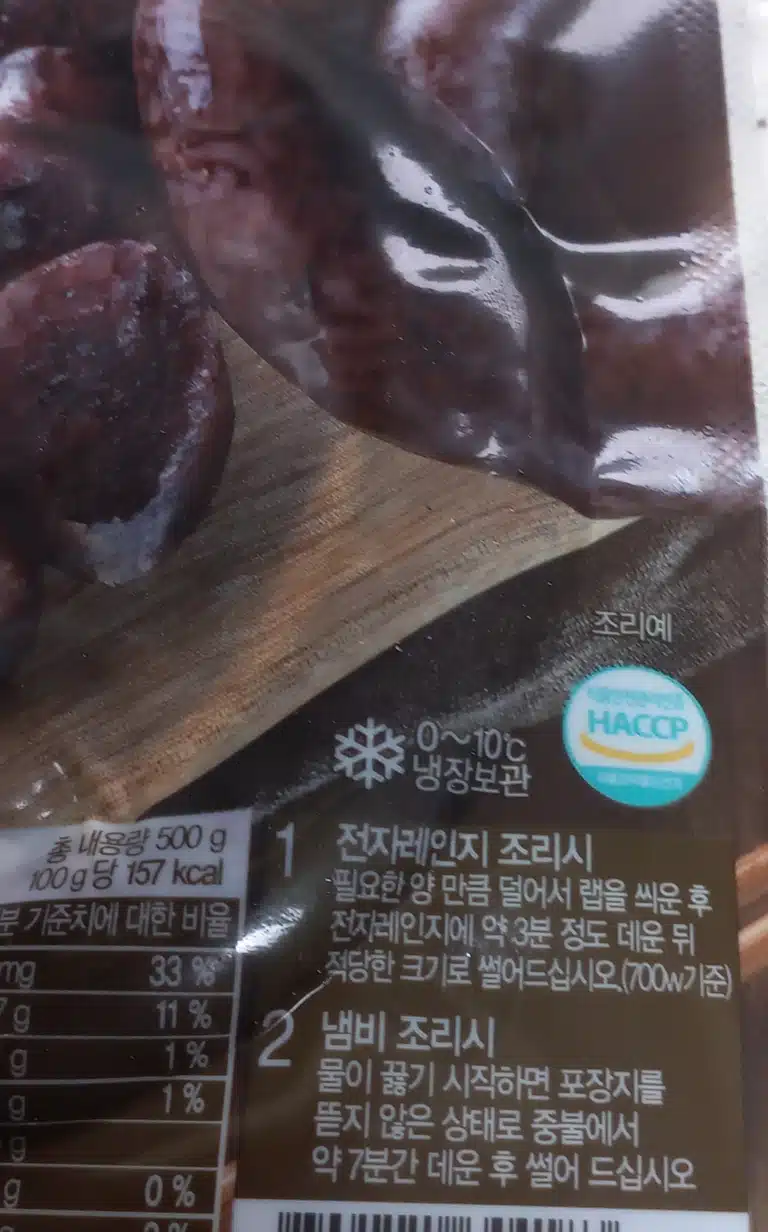 조리예
HACCP
0~10℃
냉장보관
총 내용량 500 g
100 g 당 157 kcal
기준치에 대한 비율
mg 33 %
g 11 %
g 1 %
g 1 %
g
g 0 %
1 전자레인지 조리시
필요한 양 만큼 덜어서 랩을 씌운 후
전자레인지에 약 3분 정도 데운 뒤
적당한 크기로 썰어드십시오.(700w기준)
2 냄비 조리시
물이 끓기 시작하면 포장지를
뜯지 않은 상태로 중불에서
약 7분간 데운 후 썰어 드십시오